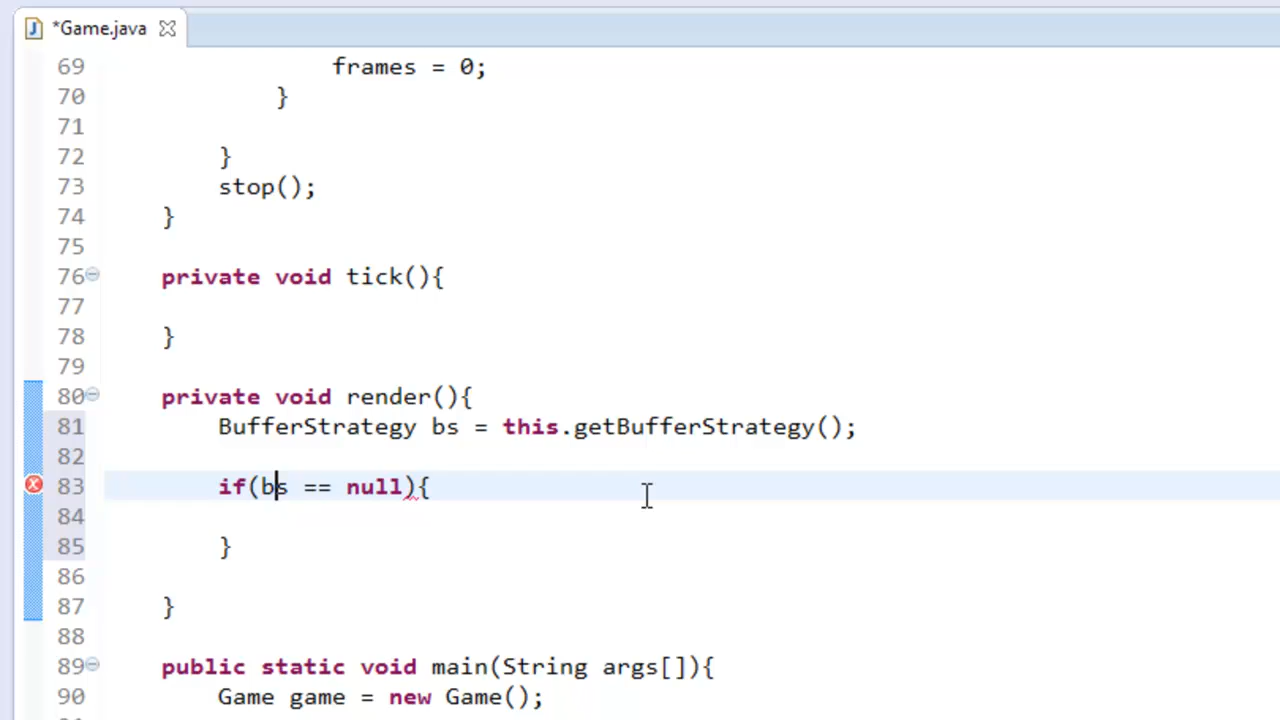 *Game.java
69 frames = 0;
70 }
71
72 }
73 stop();
74 }
75
76 private void tick(){
77
78 }
79
80 private void render(){
81 BufferStrategy bs = this.getBufferStrategy();
82
83 if(bs == null){
84
85 }
86
87 }
88
89 public static void main(String args[]){
90 Game game = new Game();